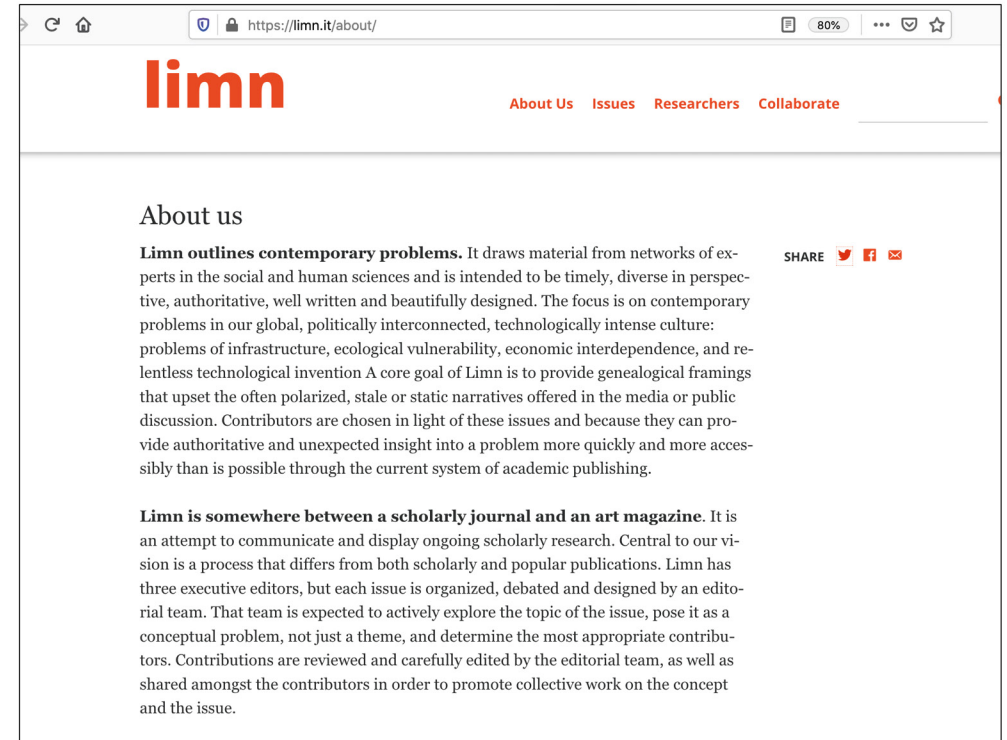 https://limn.it/about/
80%
limn
About Us Issues Researchers Collaborate
About us
Limn outlines contemporary problems. It draws material from networks of ex-
perts in the social and human sciences and is intended to be timely, diverse in perspec-
tive, authoritative, well written and beautifully designed. The focus is on contemporary
problems in our global, politically interconnected, technologically intense culture:
problems of infrastructure, ecological vulnerability, economic interdependence, and re-
lentless technological invention A core goal of Limn is to provide genealogical framings
that upset the often polarized, stale or static narratives offered in the media or public
discussion. Contributors are chosen in light of these issues and because they can pro-
vide authoritative and unexpected insight into a problem more quickly and more acces-
sibly than is possible through the current system of academic publishing.
SHARE
Limn is somewhere between a scholarly journal and an art magazine. It is
an attempt to communicate and display ongoing scholarly research. Central to our vi-
sion is a process that differs from both scholarly and popular publications. Limn has
three executive editors, but each issue is organized, debated and designed by an edito-
rial team. That team is expected to actively explore the topic of the issue, pose it as a
conceptual problem, not just a theme, and determine the most appropriate contribu-
tors. Contributions are reviewed and carefully edited by the editorial team, as well as
shared amongst the contributors in order to promote collective work on the concept
and the issue.